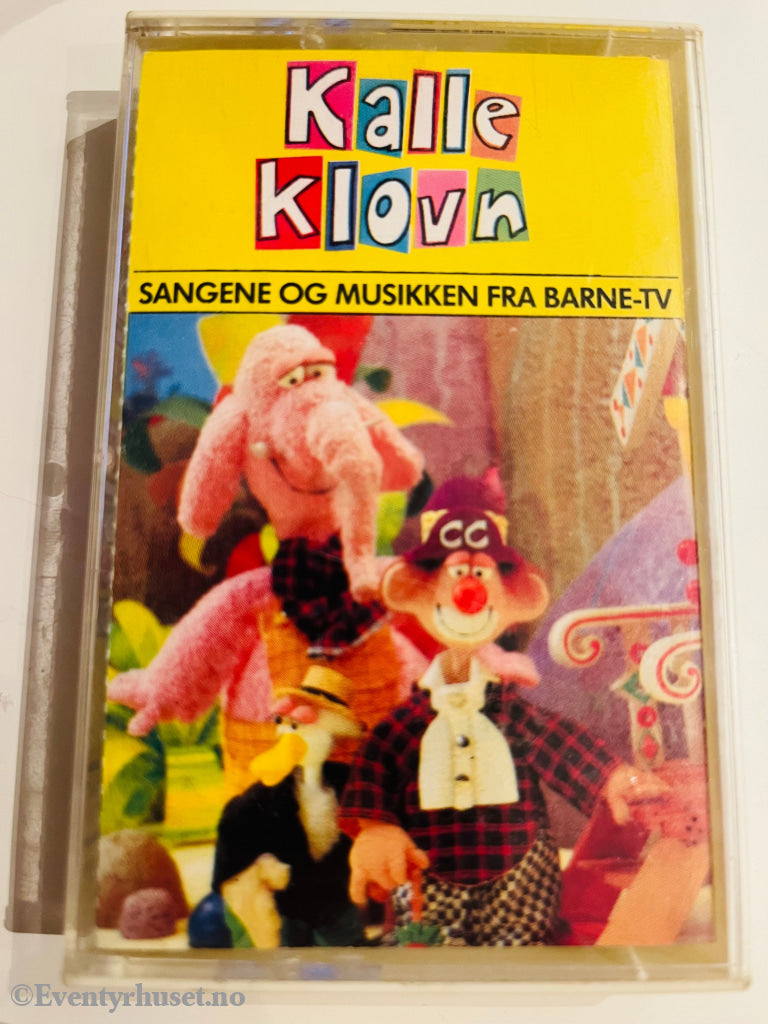 Kalle
Klovn
SANGENE OG MUSIKKEN FRA BARNE-TV
CC
©Eventyrhuset.no